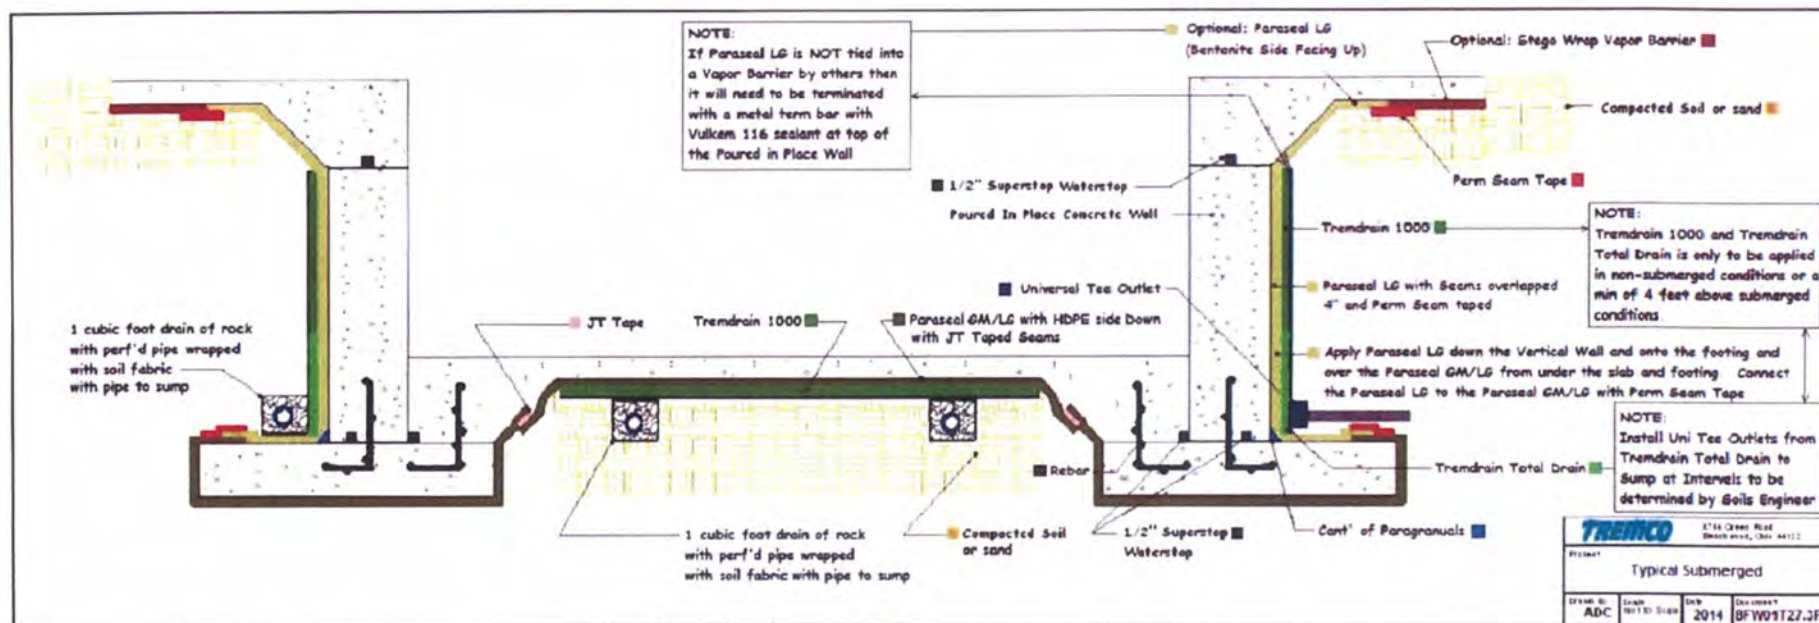 NOTE:
If Paraseal LG is NOT tied into
a Vapor Barrier by others then
it will need to be terminated
with a metal term bar with
Vulkem 116 sealant at top of
the Poured in Place Wall
Optional: Paraseal LG
(Bentonite Side Facing Up)
Optional: Stego Wrap Vapor Barrier
Compacted Soil or sand
Perm Seam Tape
1/2" Superstop Waterstop
Poured In Place Concrete Wall
Tremdrain 1000
NOTE:
Tremdrain 1000 and Tremdrain
Total Drain is only to be applied
in non-submerged conditions or a
min of 4 feet above submerged
conditions.
Universal Tee Outlet
Paraseal LG with Seams overlapped
4" and Perm Seam taped
1 cubic foot drain of rock
with perf'd pipe wrapped
with soil fabric
with pipe to sump
JT Tape
Tremdrain 1000
Paraseal GM/LG with HDPE side Down
with JT Taped Seams
Apply Paraseal LG down the Vertical Wall and onto the footing and
over the Paraseal GM/LG from under the slab and footing. Connect
the Paraseal LG to the Paraseal GM/LG with Perm Seam Tape
NOTE:
Install Uni Tee Outlets from
Tremdrain Total Drain to
Sump at Intervels to be
determined by Soils Engineer
Rebar
Tremdrain Total Drain
1 cubic foot drain of rock
with perf'd pipe wrapped
with soil fabric with pipe to sump
Compacted Soil
or sand
1/2" Superstop
Waterstop
Cant' of Paragranuals
TREMCO
Project
Typical Submerged
Drawn By
ADC
Scale
Date
2014
Document